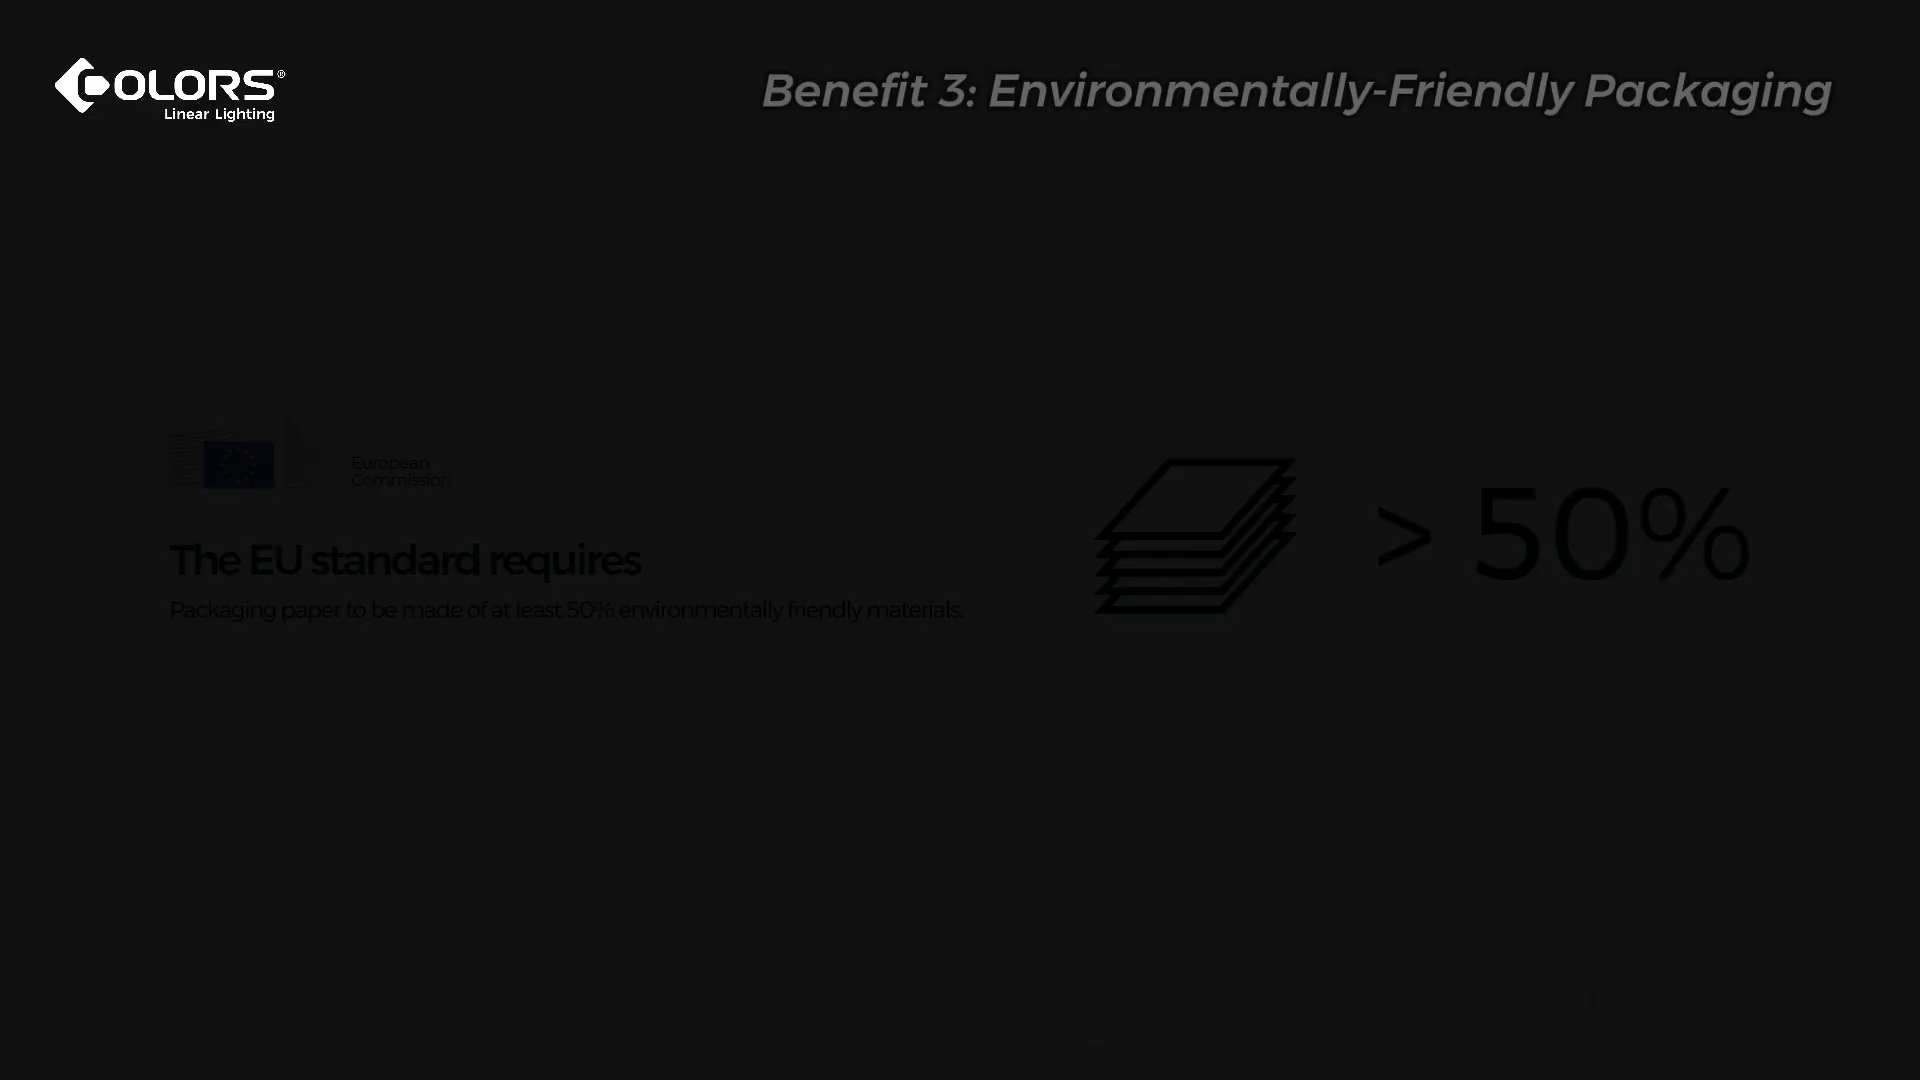 COLORS®
Linear Lighting
Benefit 3: Environmentally-Friendly Packaging
European
Commission
The EU standard requires
Packaging paper to be made of at least 50% environmentally friendly materials.
> 50%